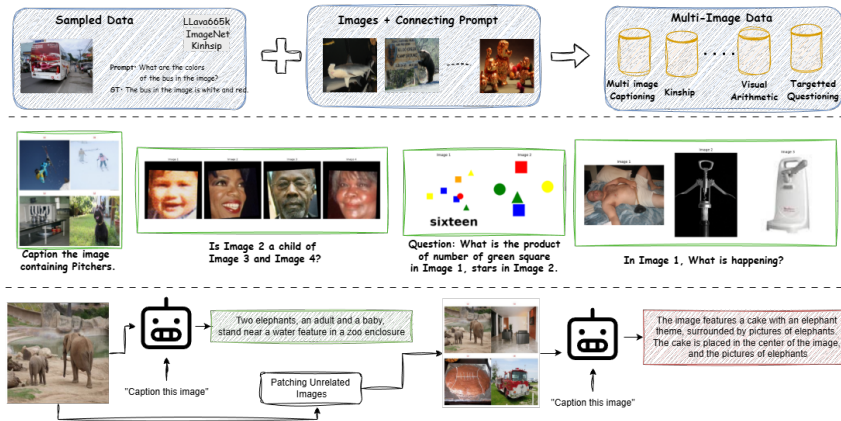 Sampled Data
LLava665k
ImageNet
Kinhsip
Prompt- What are the colors
of the bus in the image?
GT- The bus in the image is white and red.
Images + Connecting Prompt
Multi-Image Data
Multi image
Captioning
Kinship
Visual
Arithmetic
Targetted
Questioning
Caption the image
containing Pitchers.
Image 1
Image 2
Image 3
Image 4
Is Image 2 a child of
Image 3 and Image 4?
Image 1
Image 2
sixteen
Question: What is the product
of number of green square
in Image 1, stars in Image 2.
Image 2
In Image 1, What is happening?
Two elephants, an adult and a baby,
stand near a water feature in a zoo enclosure
"Caption this image"
Patching Unrelated
Images
"Caption this image"
The image features a cake with an elephant
theme, surrounded by pictures of elephants.
The cake is placed in the center of the image,
and the pictures of elephants